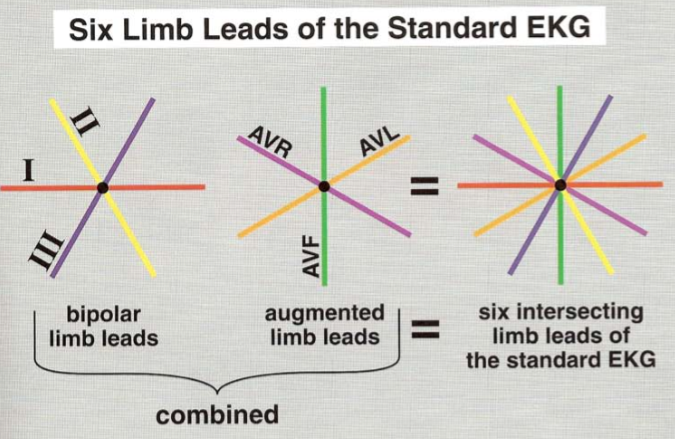 Six Limb Leads of the Standard EKG
II
I
III
AVR
AVL
AVF
=
bipolar
limb leads
augmented
limb leads
=
six intersecting
limb leads of
the standard EKG
combined